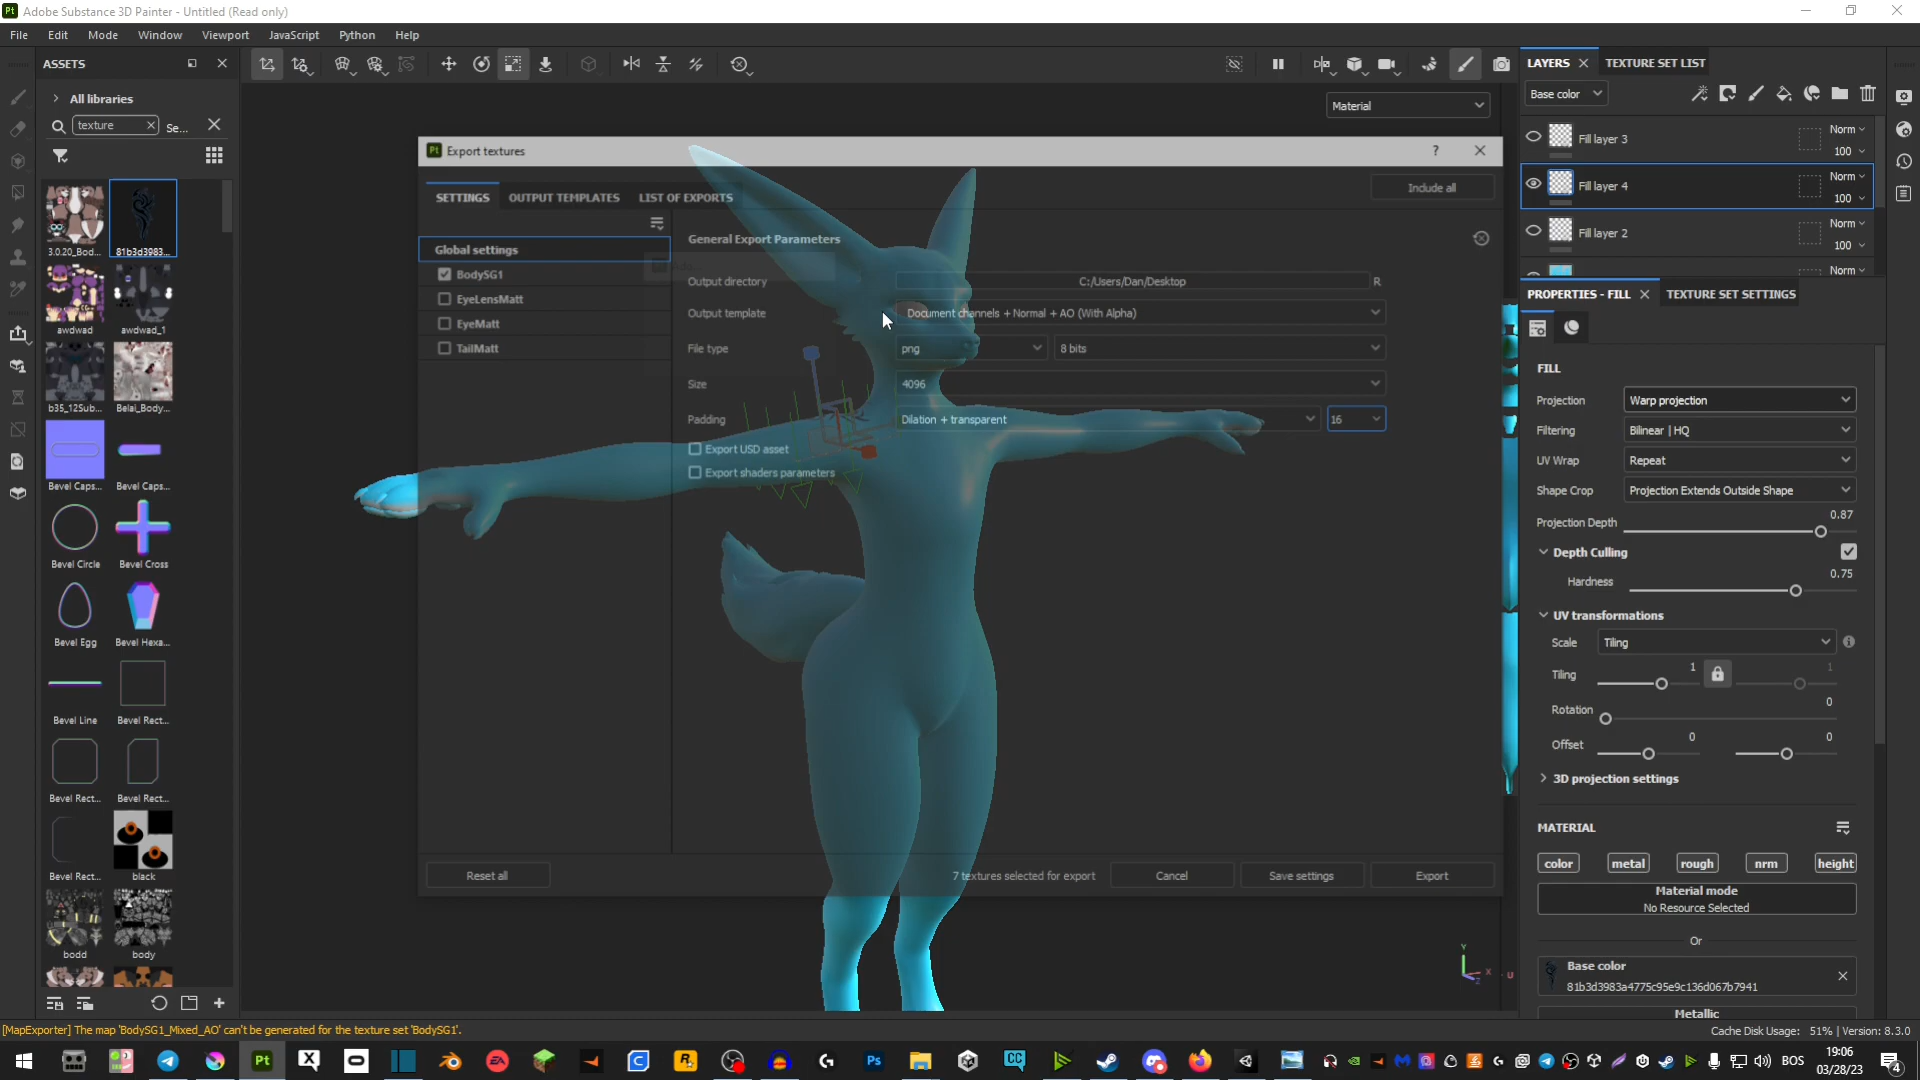 Adobe Substance 3D Painter - Untitled (Read only)
File Edit Mode Window Viewport JavaScript Python Help
ASSETS
All libraries
texture
Se...
3.0.20_Bod...
81b3d3983...
awdwad
awdwad_1
b35_12Sub...
Belai_Body...
Bevel Caps...
Bevel Caps...
Bevel Circle
Bevel Cross
Bevel Egg
Bevel Hexa...
Bevel Line
Bevel Rect...
Bevel Rect...
Bevel Rect...
Bevel Rect...
black
bodd
body
Material
Export textures
?
SETTINGS
OUTPUT TEMPLATES
LIST OF EXPORTS
Include all
Global settings
BodySG1
EyeLensMatt
EyeMatt
TailMatt
General Export Parameters
Output directory
C:/Users/Dan/Desktop
R
Output template
Document channels + Normal + AO (With Alpha)
File type
png
8 bits
Size
4096
Padding
Dilation + transparent
16
Export USD asset
Export shaders parameters
Reset all
7 textures selected for export
Cancel
Save settings
Export
Y
X
Z
U
LAYERS
TEXTURE SET LIST
Base color
Fill layer 3
Norm
100
Fill layer 4
Norm
100
Fill layer 2
Norm
100
Norm
PROPERTIES - FILL
TEXTURE SET SETTINGS
FILL
Projection
Warp projection
Filtering
Bilinear | HQ
UV Wrap
Repeat
Shape Crop
Projection Extends Outside Shape
Projection Depth
0.87
Depth Culling
Hardness
0.75
UV transformations
Scale
Tiling
Tiling
1
1
Rotation
0
Offset
0
0
3D projection settings
MATERIAL
color
metal
rough
nrm
height
Material mode
No Resource Selected
Or
Base color
81b3d3983a4775c95e9c136d067b7941
Metallic
[MapExporter] The map 'BodySG1_Mixed_AO' can't be generated for the texture set 'BodySG1'.
Cache Disk Usage: 51% | Version: 8.3.0
BOS
19:06
03/28/23
4